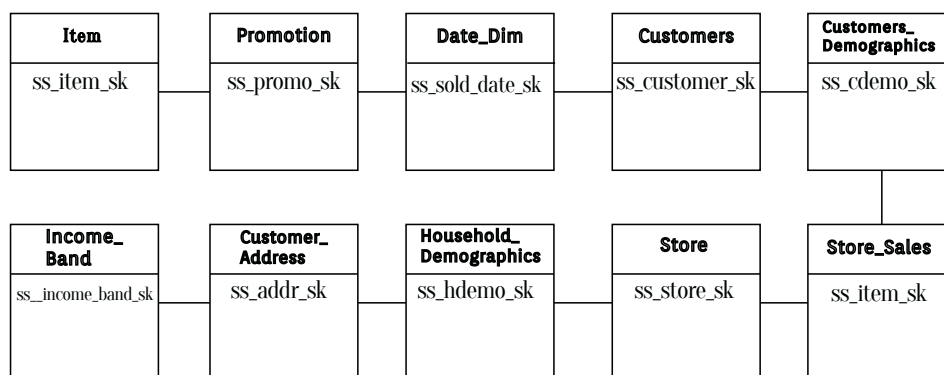 Item
ss_item_sk
Promotion
ss_promo_sk
Date_Dim
ss_sold_date_sk
Customers
ss_customer_sk
Customers_
Demographics
ss_cdemo_sk
Income_
Band
ss__income_band_sk
Customer_
Address
ss_addr_sk
Household_
Demographics
ss_hdemo_sk
Store
ss_store_sk
Store_Sales
ss_item_sk